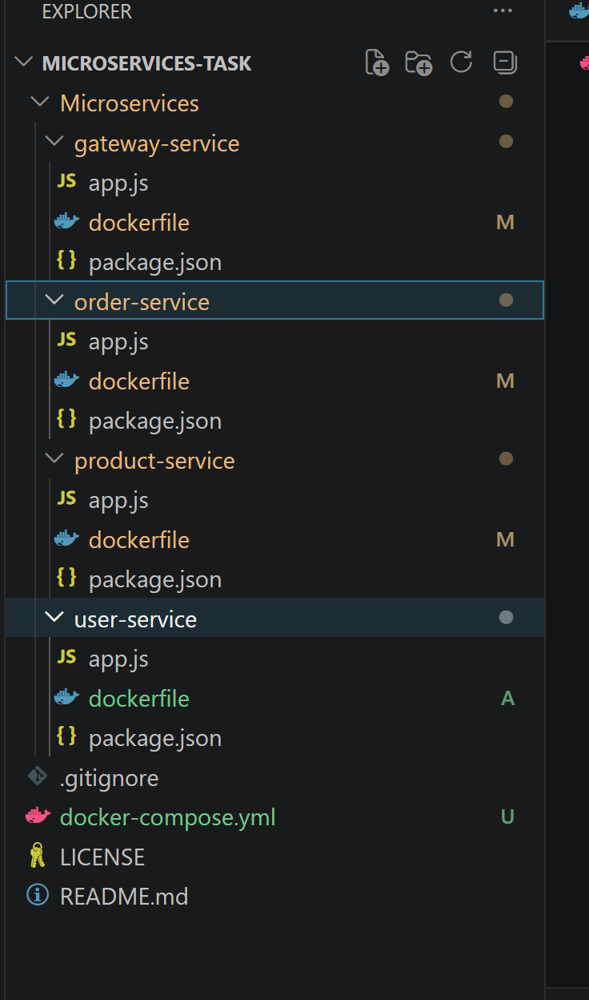 EXPLORER ...
MICROSERVICES-TASK
Microservices
gateway-service
JS app.js
dockerfile M
{} package.json
order-service
JS app.js
dockerfile M
{} package.json
product-service
JS app.js
dockerfile M
{} package.json
user-service
JS app.js
dockerfile A
{} package.json
.gitignore
docker-compose.yml U
LICENSE
README.md